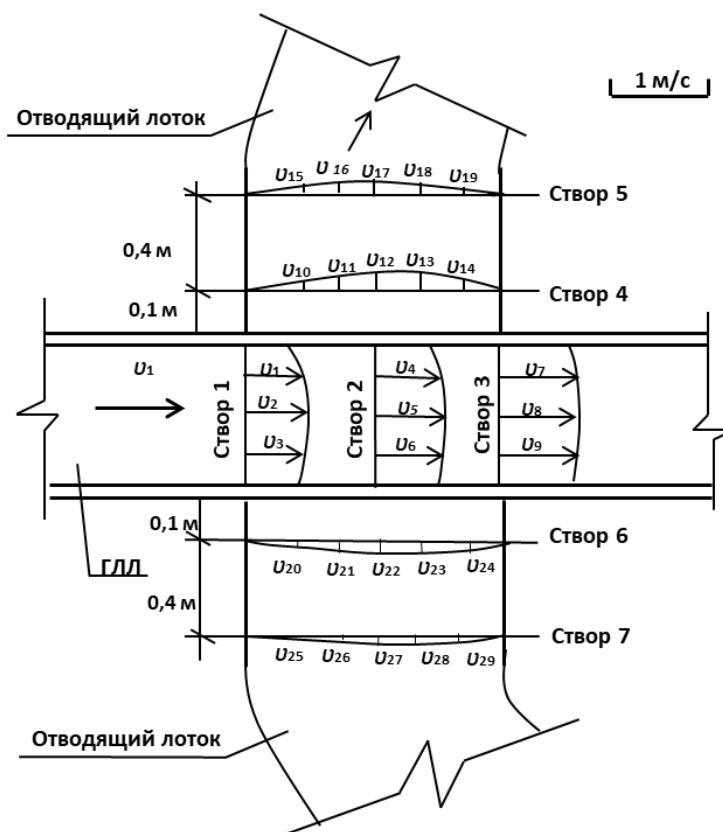 1 м/с
Отводящий лоток
υ15 υ16 υ17 υ18 υ19
Створ 5
0,4 м
υ10 υ11 υ12 υ13 υ14
Створ 4
0,1 м
υ1
Створ 1
υ1
υ2
υ3
Створ 2
υ4
υ5
υ6
Створ 3
υ7
υ8
υ9
0,1 м
Створ 6
υ20 υ21 υ22 υ23 υ24
ГЛЛ
0,4 м
Створ 7
υ25 υ26 υ27 υ28 υ29
Отводящий лоток